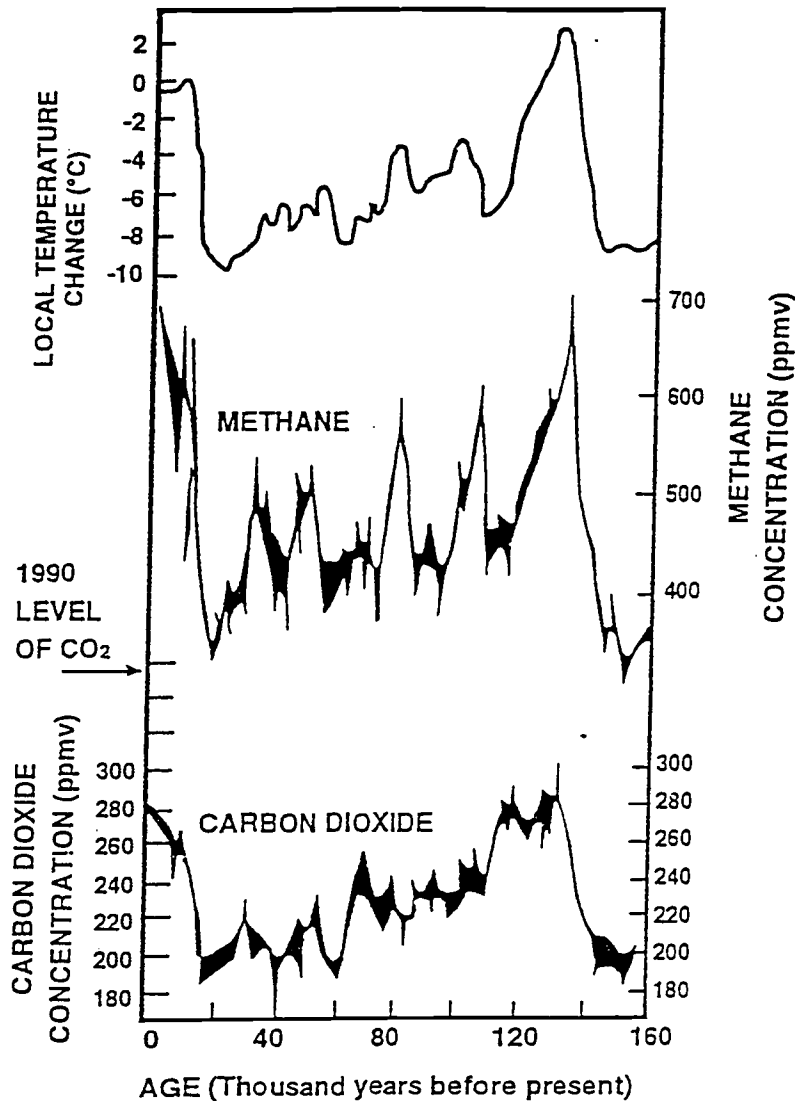 2
0
-2
-4
-6
-8
-10
LOCAL TEMPERATURE
CHANGE (°C)
700
600
500
400
METHANE
CONCENTRATION (ppmv)
METHANE
1990
LEVEL
OF CO₂
300
280
260
240
220
200
180
CARBON DIOXIDE
CONCENTRATION (ppmv)
300
280
260
240
220
200
180
CARBON DIOXIDE
0
40
80
120
160
AGE (Thousand years before present)